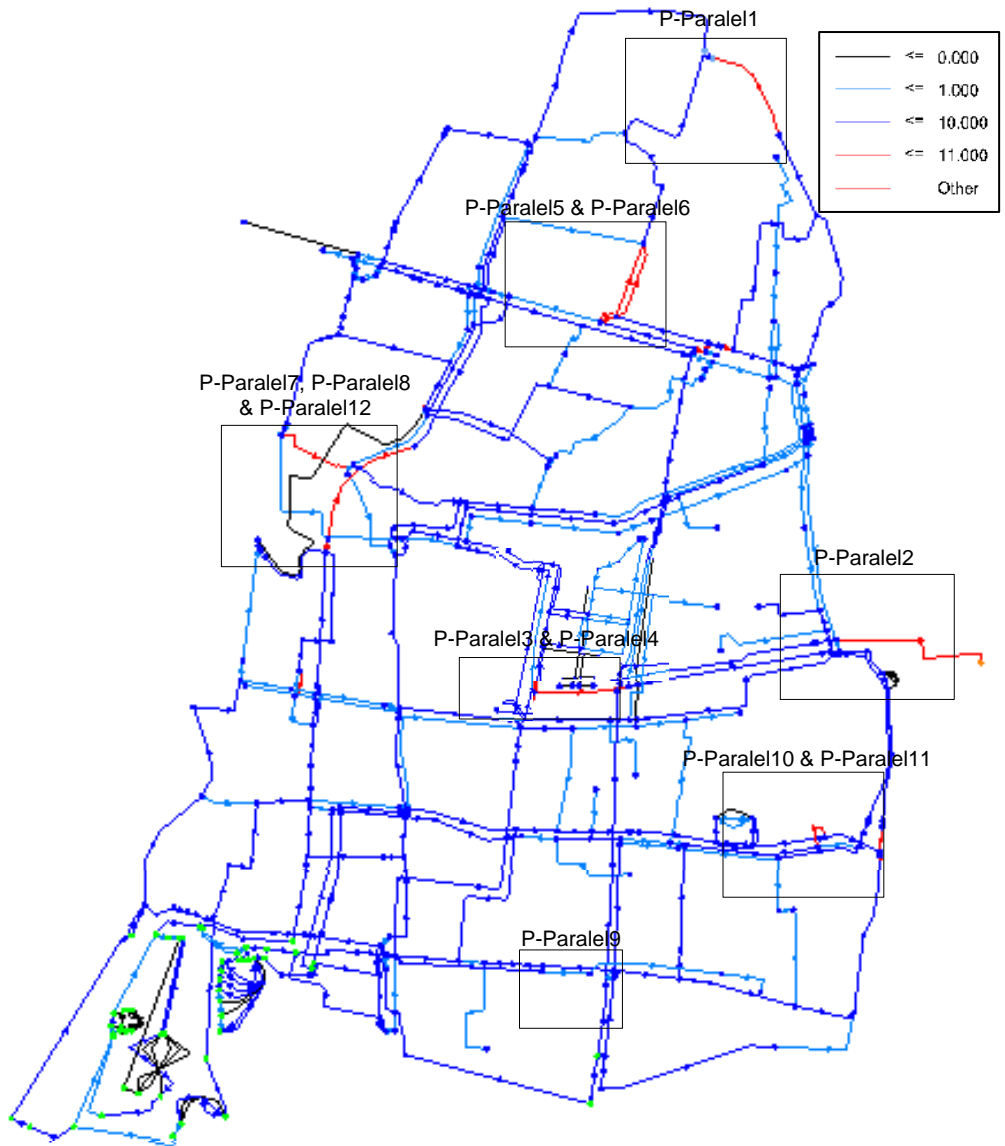 P-Paralel1
<= 0.000
<= 1.000
<= 10.000
<= 11.000
Other
P-Paralel5 & P-Paralel6
P-Paralel7, P-Paralel8
& P-Paralel12
P-Paralel2
P-Paralel3 & P-Paralel4
P-Paralel10 & P-Paralel11
P-Paralel9